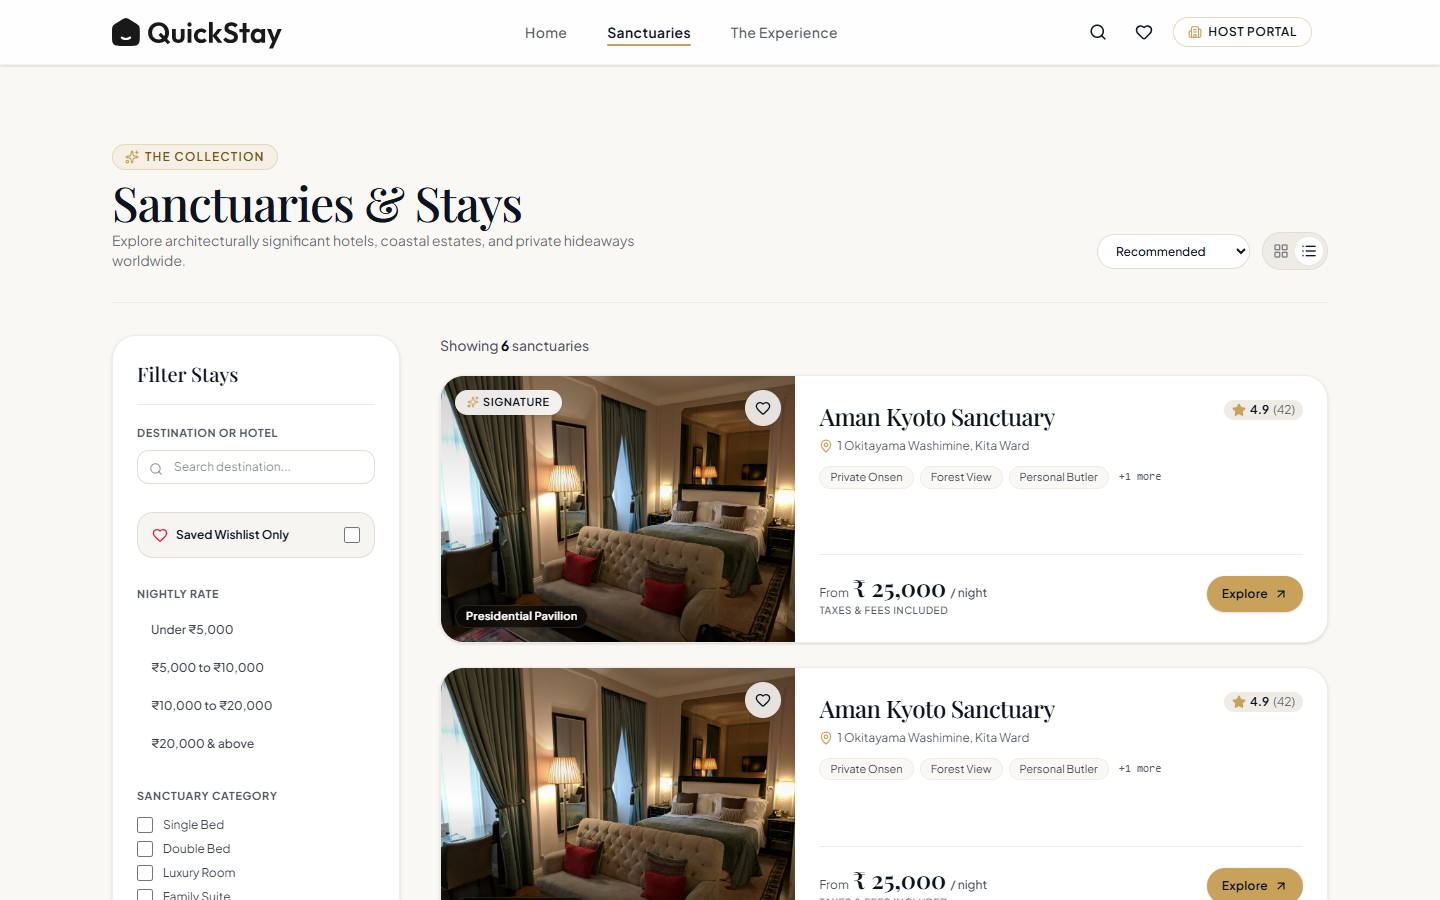 QuickStay
Home
Sanctuaries
The Experience
HOST PORTAL
THE COLLECTION
Sanctuaries & Stays
Explore architecturally significant hotels, coastal estates, and private hideaways
worldwide.
Recommended
Filter Stays
DESTINATION OR HOTEL
Search destination...
Saved Wishlist Only
NIGHTLY RATE
Under ₹5,000
₹5,000 to ₹10,000
₹10,000 to ₹20,000
₹20,000 & above
SANCTUARY CATEGORY
Single Bed
Double Bed
Luxury Room
Family Suite
Showing 6 sanctuaries
SIGNATURE
Presidential Pavilion
Aman Kyoto Sanctuary
4.9 (42)
1 Okitayama Washimine, Kita Ward
Private Onsen
Forest View
Personal Butler
+1 more
From ₹ 25,000 / night
TAXES & FEES INCLUDED
Explore
Aman Kyoto Sanctuary
4.9 (42)
1 Okitayama Washimine, Kita Ward
Private Onsen
Forest View
Personal Butler
+1 more
From ₹ 25,000 / night
TAXES & FEES INCLUDED
Explore